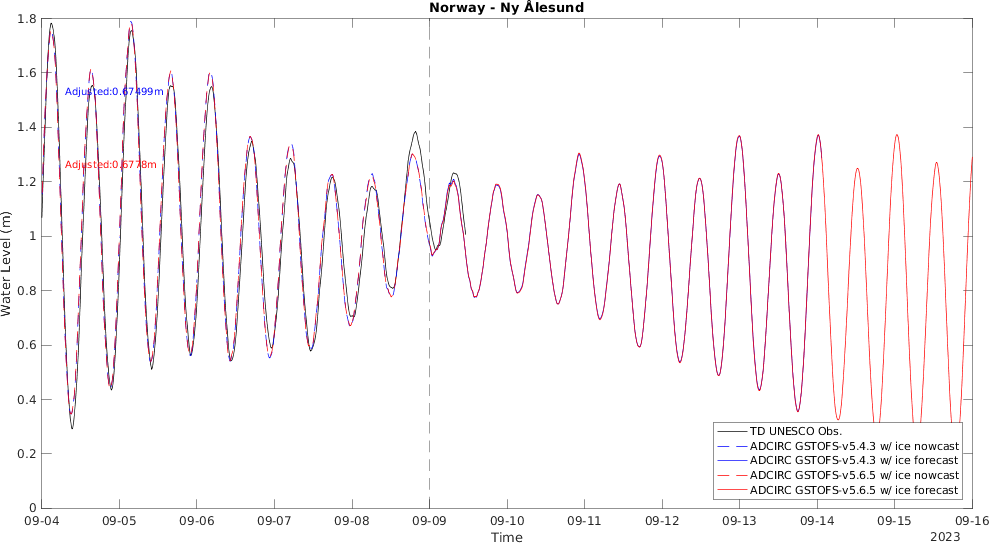 Norway - Ny Ålesund
1.8
1.6
1.4
1.2
1
0.8
0.6
0.4
0.2
0
Water Level (m)
Adjusted:0.67499m
Adjusted:0.6778m
TD UNESCO Obs.
ADCIRC GSTOFS-v5.4.3 w/ ice nowcast
ADCIRC GSTOFS-v5.4.3 w/ ice forecast
ADCIRC GSTOFS-v5.6.5 w/ ice nowcast
ADCIRC GSTOFS-v5.6.5 w/ ice forecast
09-04 09-05 09-06 09-07 09-08 09-09 09-10 09-11 09-12 09-13 09-14 09-15 09-16
Time
2023